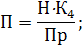 П = Н·К₄ / Пр;